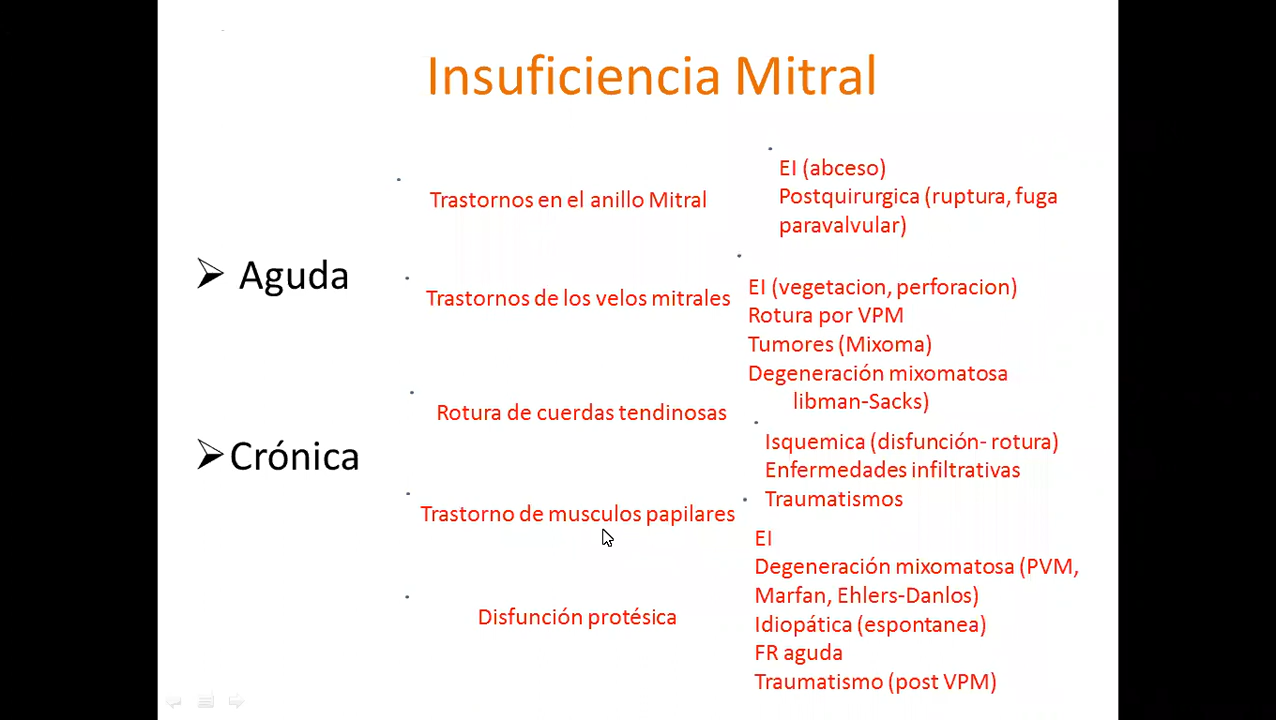 Insuficiencia Mitral
Aguda
Crónica
Trastornos en el anillo Mitral
Trastornos de los velos mitrales
Rotura de cuerdas tendinosas
Trastorno de musculos papilares
Disfunción protésica
EI (abceso)
Postquirurgica (ruptura, fuga
paravalvular)
EI (vegetacion, perforacion)
Rotura por VPM
Tumores (Mixoma)
Degeneración mixomatosa
libman-Sacks)
Isquemica (disfunción- rotura)
Enfermedades infiltrativas
Traumatismos
EI
Degeneración mixomatosa (PVM,
Marfan, Ehlers-Danlos)
Idiopática (espontanea)
FR aguda
Traumatismo (post VPM)